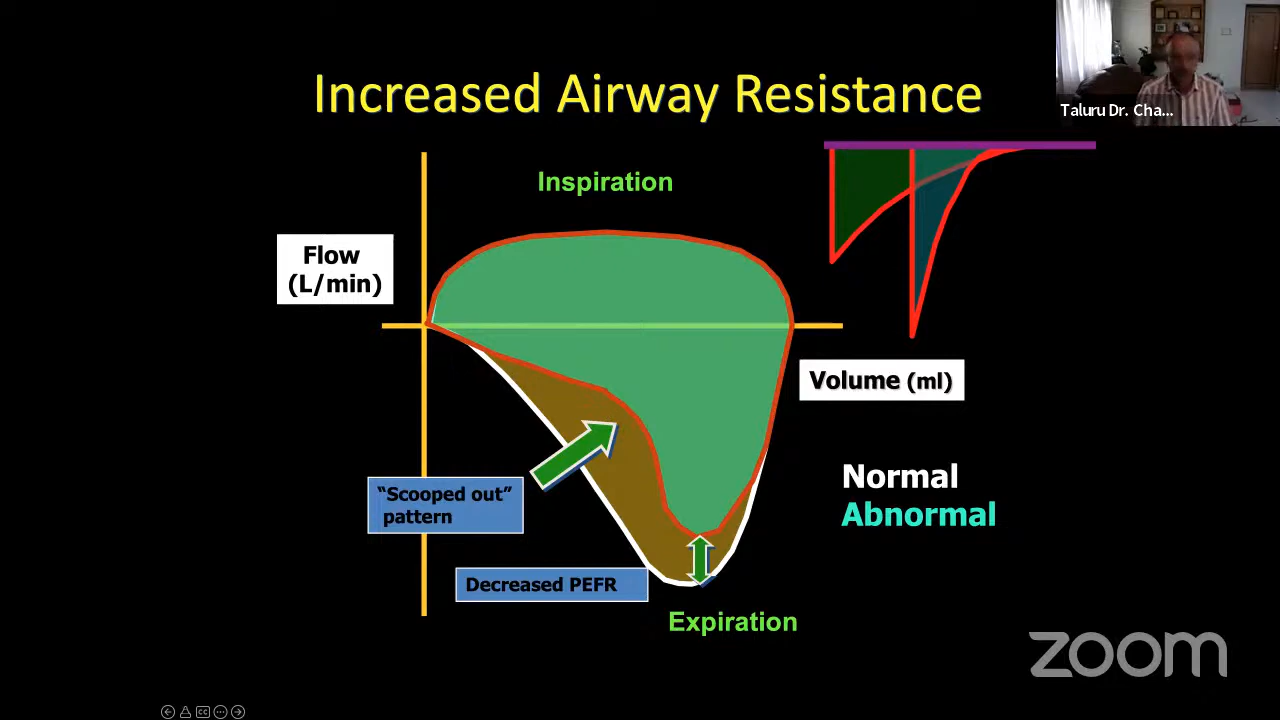 Increased Airway Resistance
Taluru Dr. Cha...
Inspiration
Flow
(L/min)
Volume (ml)
Normal
Abnormal
“Scooped out”
pattern
Decreased PEFR
Expiration
zoom
CC